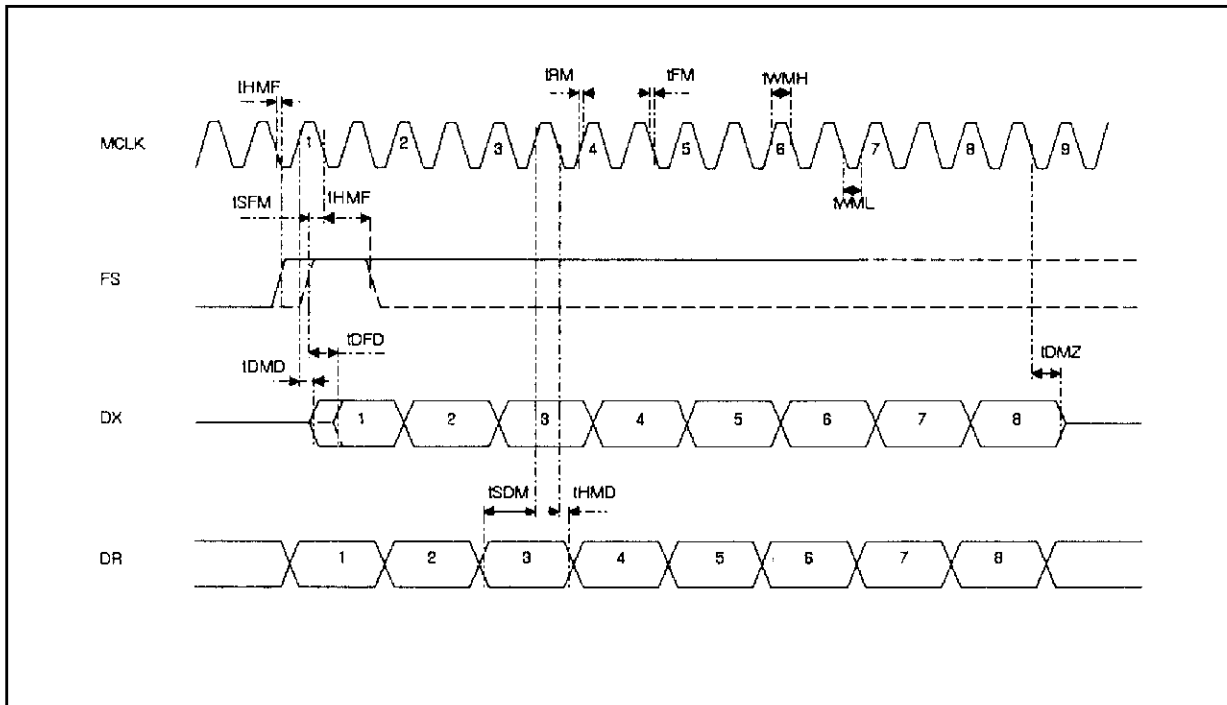 tRM tFM tWMH
tHMF
MCLK 1 2 3 4 5 6 7 8 9
tSFM tHMF tWML
FS
tDFD
tDMD tDMZ
DX 1 2 3 4 5 6 7 8
tSDM tHMD
DR 1 2 3 4 5 6 7 8